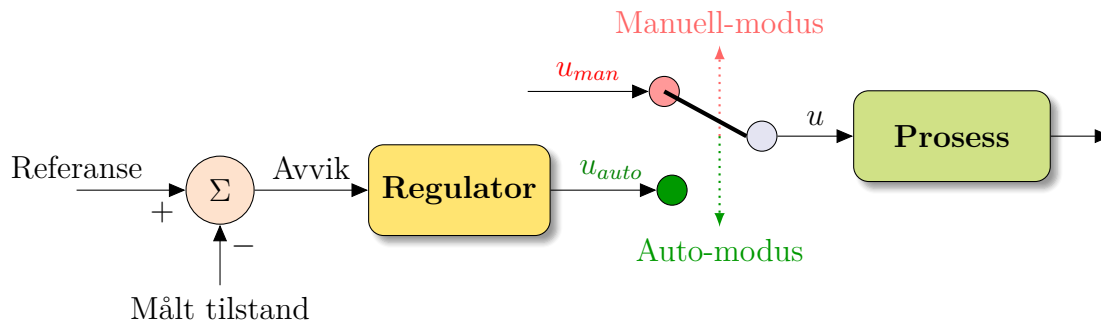 Manuell-modus
u_man
u
Prosess
Referanse
Σ
Avvik
Regulator
u_auto
+
−
Auto-modus
Målt tilstand